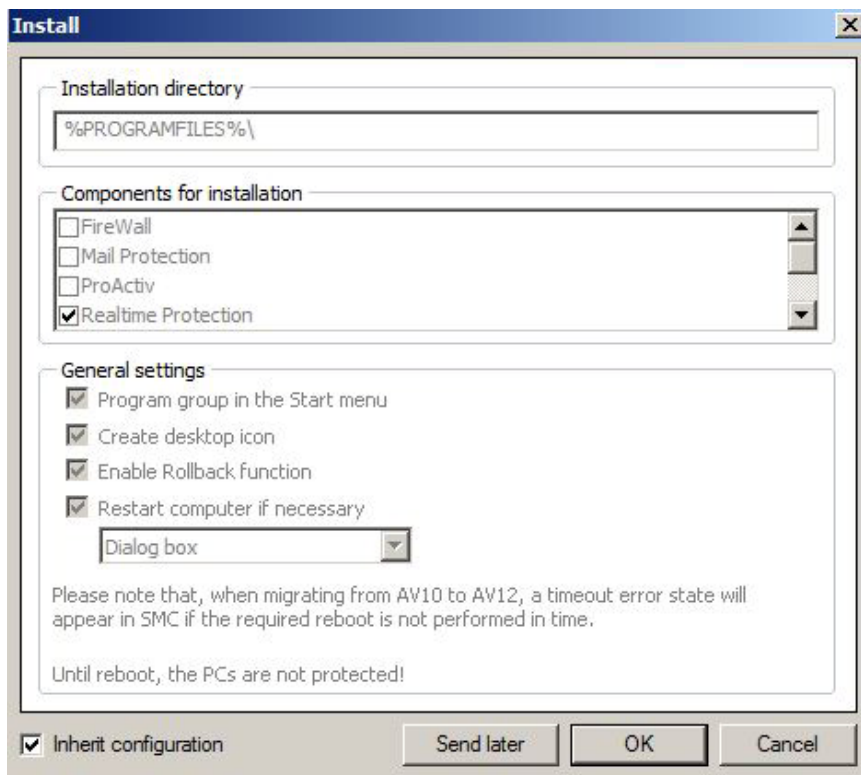 Install
Installation directory
%PROGRAMFILES%\
Components for installation
FireWall
Mail Protection
ProActiv
Realtime Protection
General settings
Program group in the Start menu
Create desktop icon
Enable Rollback function
Restart computer if necessary
Dialog box
Please note that, when migrating from AV10 to AV12, a timeout error state will
appear in SMC if the required reboot is not performed in time.
Until reboot, the PCs are not protected!
Inherit configuration
Send later
OK
Cancel